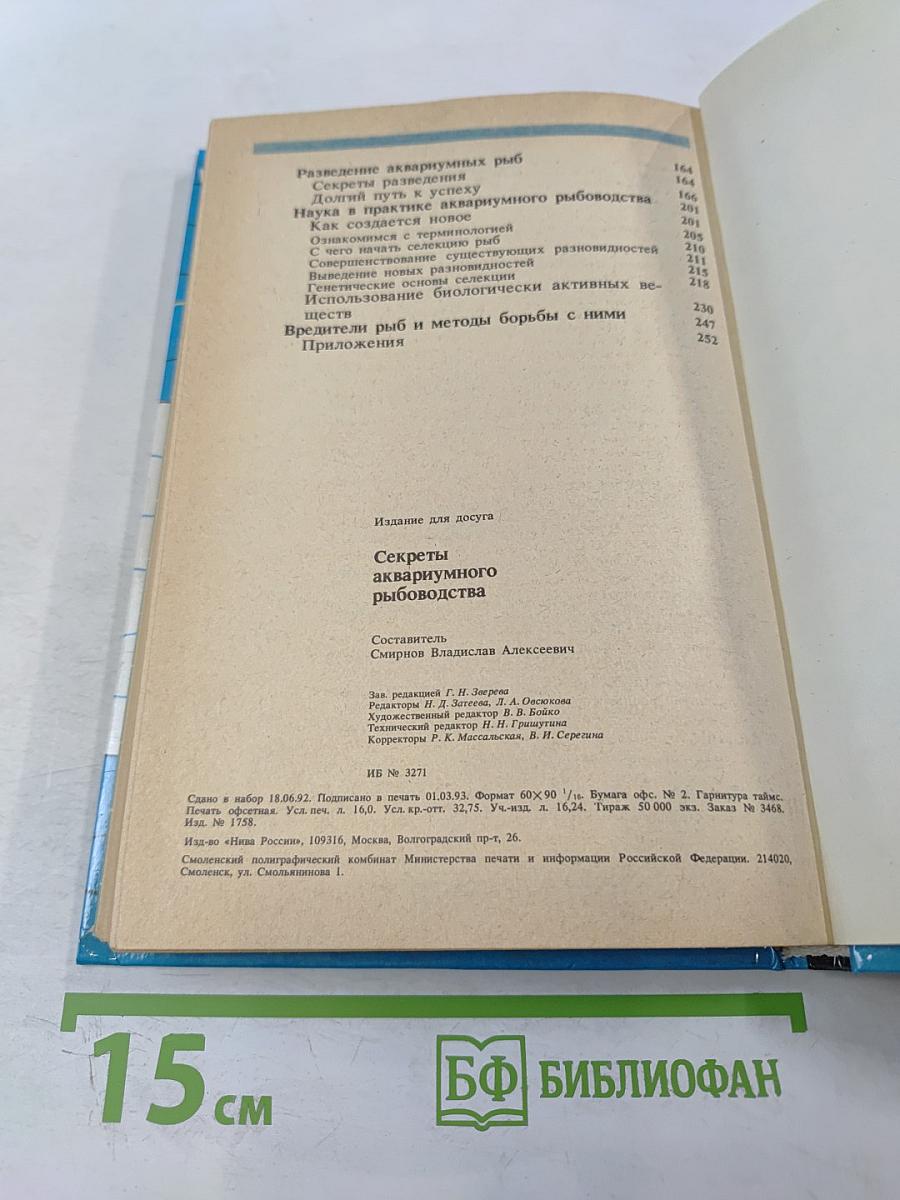 Разведение аквариумных рыб 164
Секреты разведения 164
Долгий путь к успеху 166
Наука в практике аквариумного рыбоводства 201
Как создается новое 201
Ознакомимся с терминологией 205
С чего начать селекцию рыб 210
Совершенствование существующих разновидностей 211
Выведение новых разновидностей 215
Генетические основы селекции 218
Использование биологически активных ве-
ществ 230
Вредители рыб и методы борьбы с ними 247
Приложения 252
Издание для досуга
Секреты
аквариумного
рыбоводства
Составитель
Смирнов Владислав Алексеевич
Зав. редакцией Г. Н. Зверева
Редакторы Н. Д. Затеева, Л. А. Овсюкова
Художественный редактор В. В. Бойко
Технический редактор Н. Н. Гришутина
Корректоры Р. К. Массальская, В. И. Серегина
ИБ № 3271
Сдано в набор 18.06.92. Подписано в печать 01.03.93. Формат 60×90 1/16. Бумага офс. № 2. Гарнитура таймс.
Печать офсетная. Усл. печ. л. 16,0. Усл. кр.-отт. 32,75. Уч.-изд. л. 16,24. Тираж 50 000 экз. Заказ № 3468.
Изд. № 1758.
Изд-во «Нива России», 109316, Москва, Волгоградский пр-т, 26.
Смоленский полиграфический комбинат Министерства печати и информации Российской Федерации. 214020,
Смоленск, ул. Смольянинова 1.
15 см
БФ БИБЛИОФАН